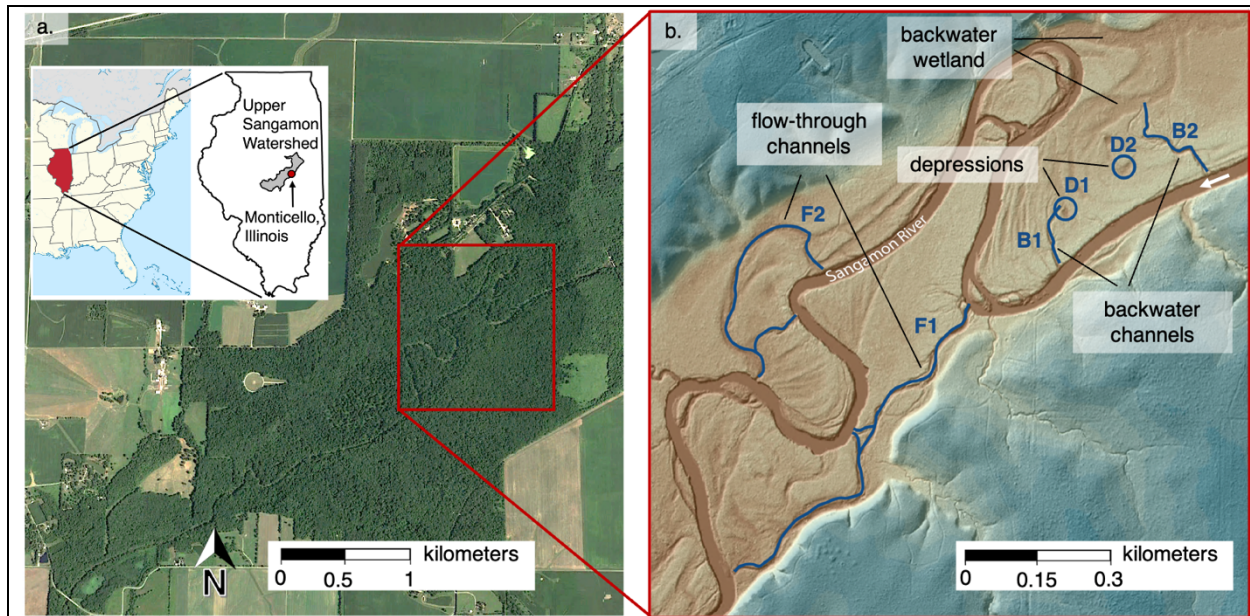 a.
Upper
Sangamon
Watershed
Monticello,
Illinois
N
kilometers
0
0.5
1
b.
backwater
wetland
flow-through
channels
depressions
B2
D2
D1
B1
F2
Sangamon River
F1
backwater
channels
kilometers
0
0.15
0.3